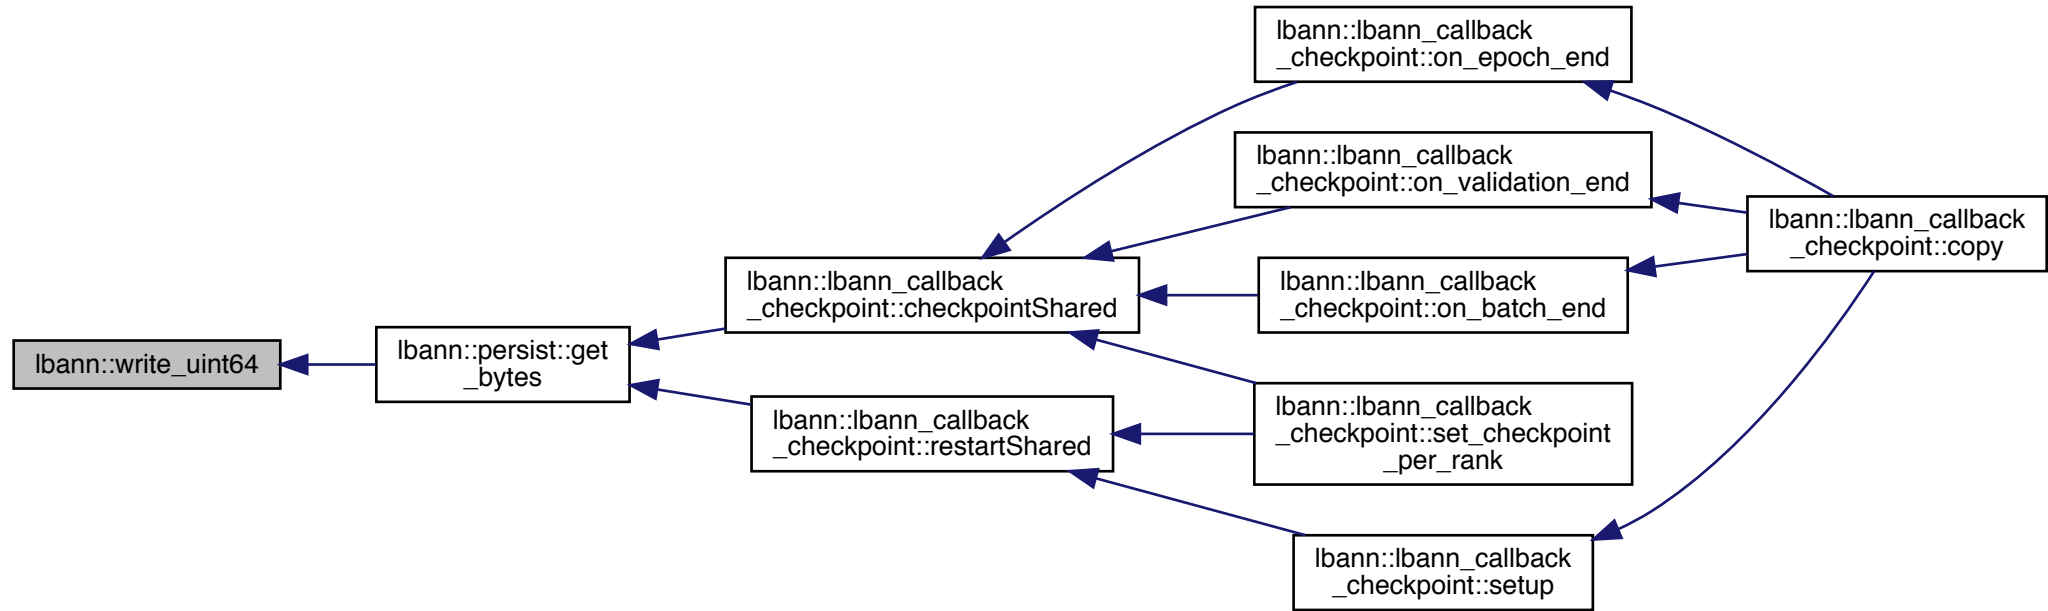 lbann::write_uint64
lbann::persist::get
_bytes
lbann::lbann_callback
_checkpoint::checkpointShared
lbann::lbann_callback
_checkpoint::restartShared
lbann::lbann_callback
_checkpoint::on_epoch_end
lbann::lbann_callback
_checkpoint::on_validation_end
lbann::lbann_callback
_checkpoint::on_batch_end
lbann::lbann_callback
_checkpoint::set_checkpoint
_per_rank
lbann::lbann_callback
_checkpoint::setup
lbann::lbann_callback
_checkpoint::copy